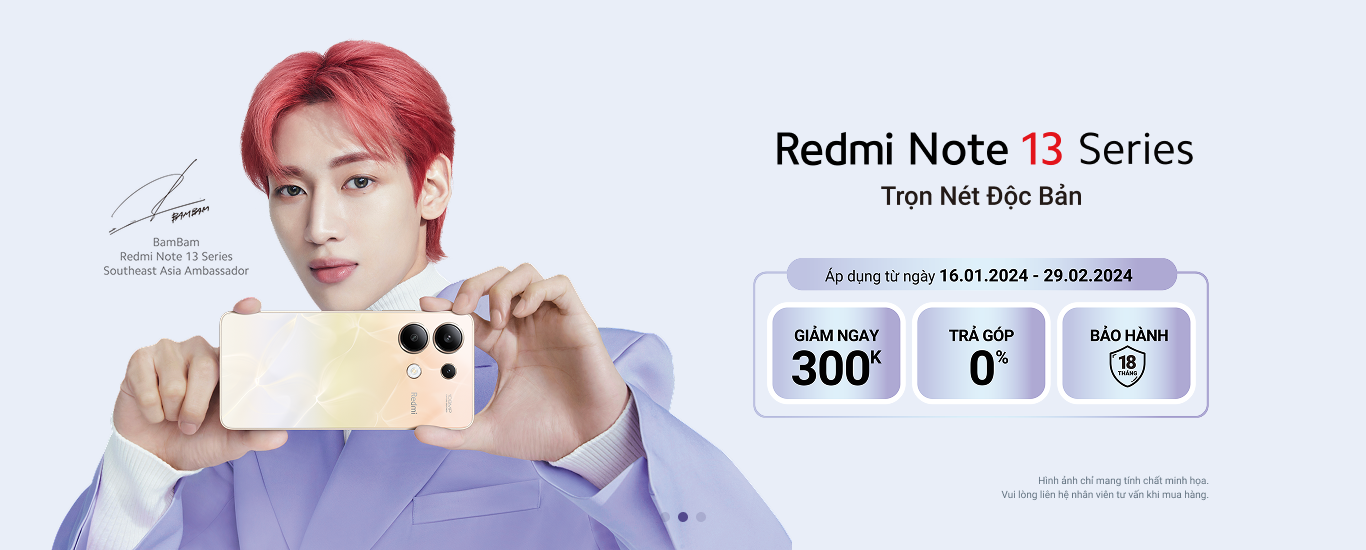 BAMBAM
BamBam
Redmi Note 13 Series
Southeast Asia Ambassador
Redmi
Redmi Note 13 Series
Trọn Nét Độc Bản
Áp dụng từ ngày 16.01.2024 - 29.02.2024
GIẢM NGAY
300K
TRẢ GÓP
0%
BẢO HÀNH
18
THÁNG
Hình ảnh chỉ mang tính chất minh họa.
Vui lòng liên hệ nhân viên tư vấn khi mua hàng.